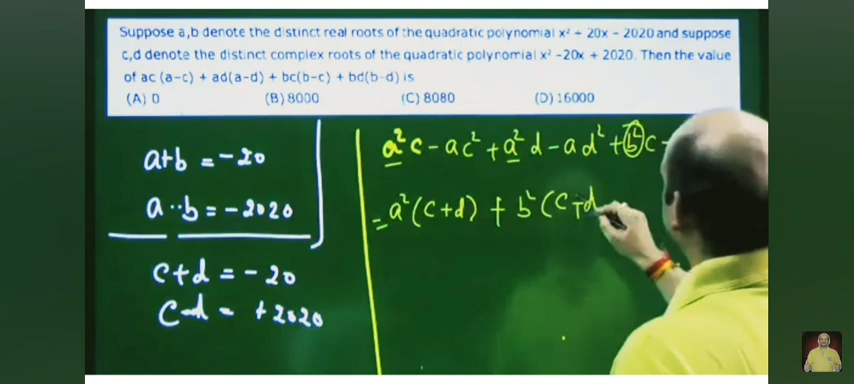 Suppose a,b denote the distinct real roots of the quadratic polynomial x² + 20x - 2020 and suppose
c,d denote the distinct complex roots of the quadratic polynomial x² -20x + 2020. Then the value
of ac (a-c) + ad(a-d) + bc(b-c) + bd(b-d) is
(A) 0 (B) 8000 (C) 8080 (D) 16000
a+b = -20
a··b = -2020
c+d = -20
c-d = +2020
a²c - ac² + a²d - ad² + b²c -
= a²(c+d) + b²(c+d